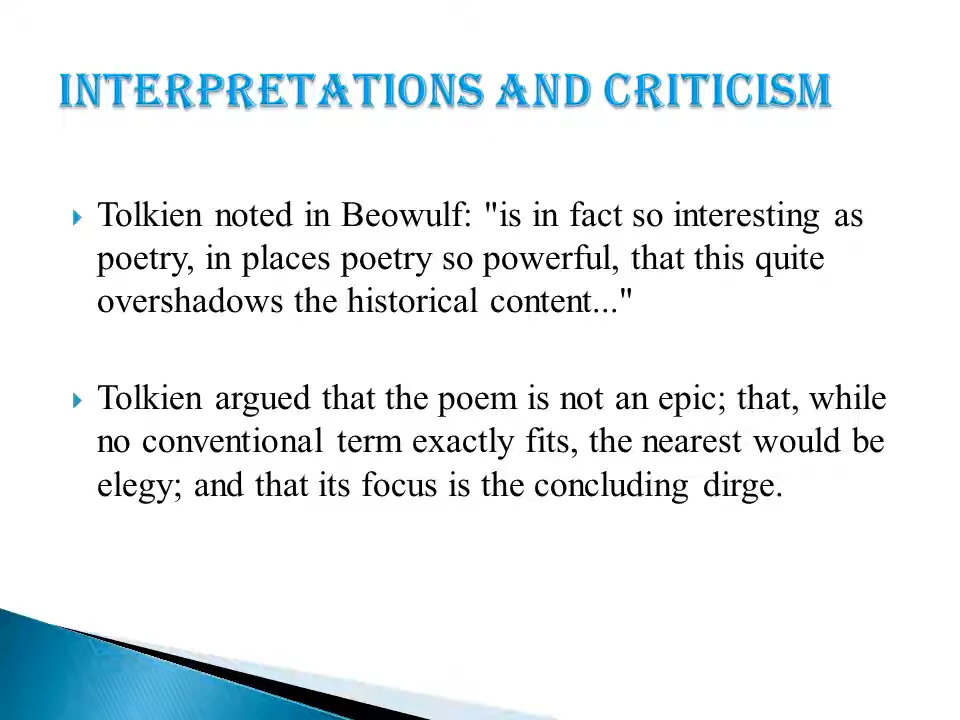 INTERPRETATIONS AND CRITICISM
Tolkien noted in Beowulf: "is in fact so interesting as
poetry, in places poetry so powerful, that this quite
overshadows the historical content..."
Tolkien argued that the poem is not an epic; that, while
no conventional term exactly fits, the nearest would be
elegy; and that its focus is the concluding dirge.